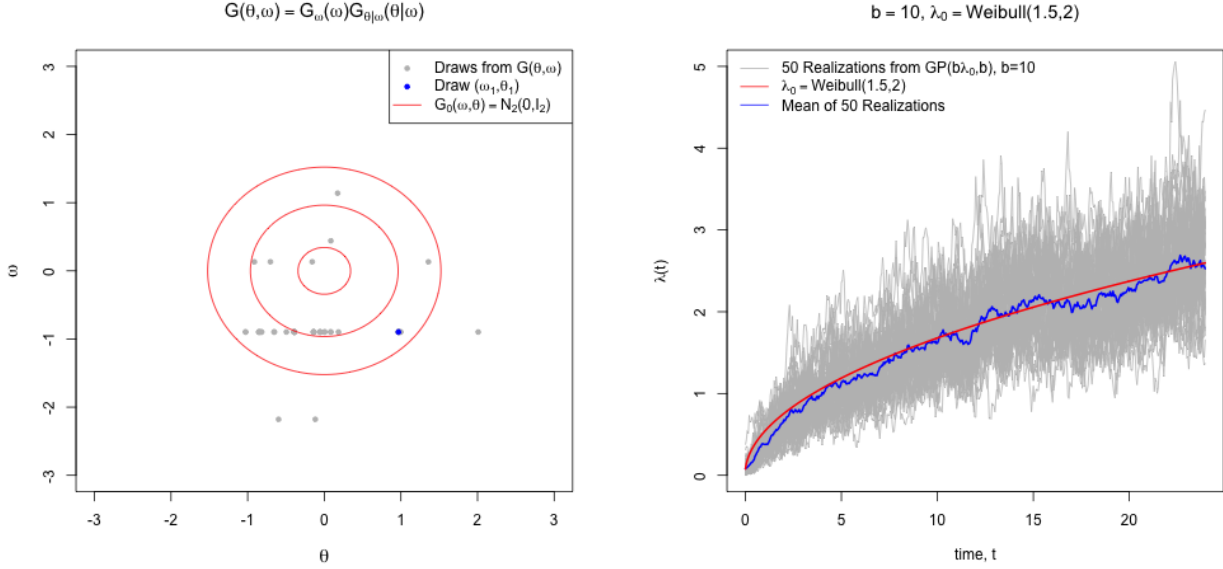 G(θ,ω) = G_ω(ω)G_θ|ω(θ|ω)
3
2
1
0
-1
-2
-3
ω
Draws from G(θ,ω)
Draw (ω₁,θ₁)
G₀(ω,θ) = N₂(0,I₂)
-3
-2
-1
0
1
2
3
θ
b = 10, λ₀ = Weibull(1.5,2)
5
4
3
2
1
0
λ(t)
50 Realizations from GP(bλ₀,b), b=10
λ₀ = Weibull(1.5,2)
Mean of 50 Realizations
0
5
10
15
20
time, t